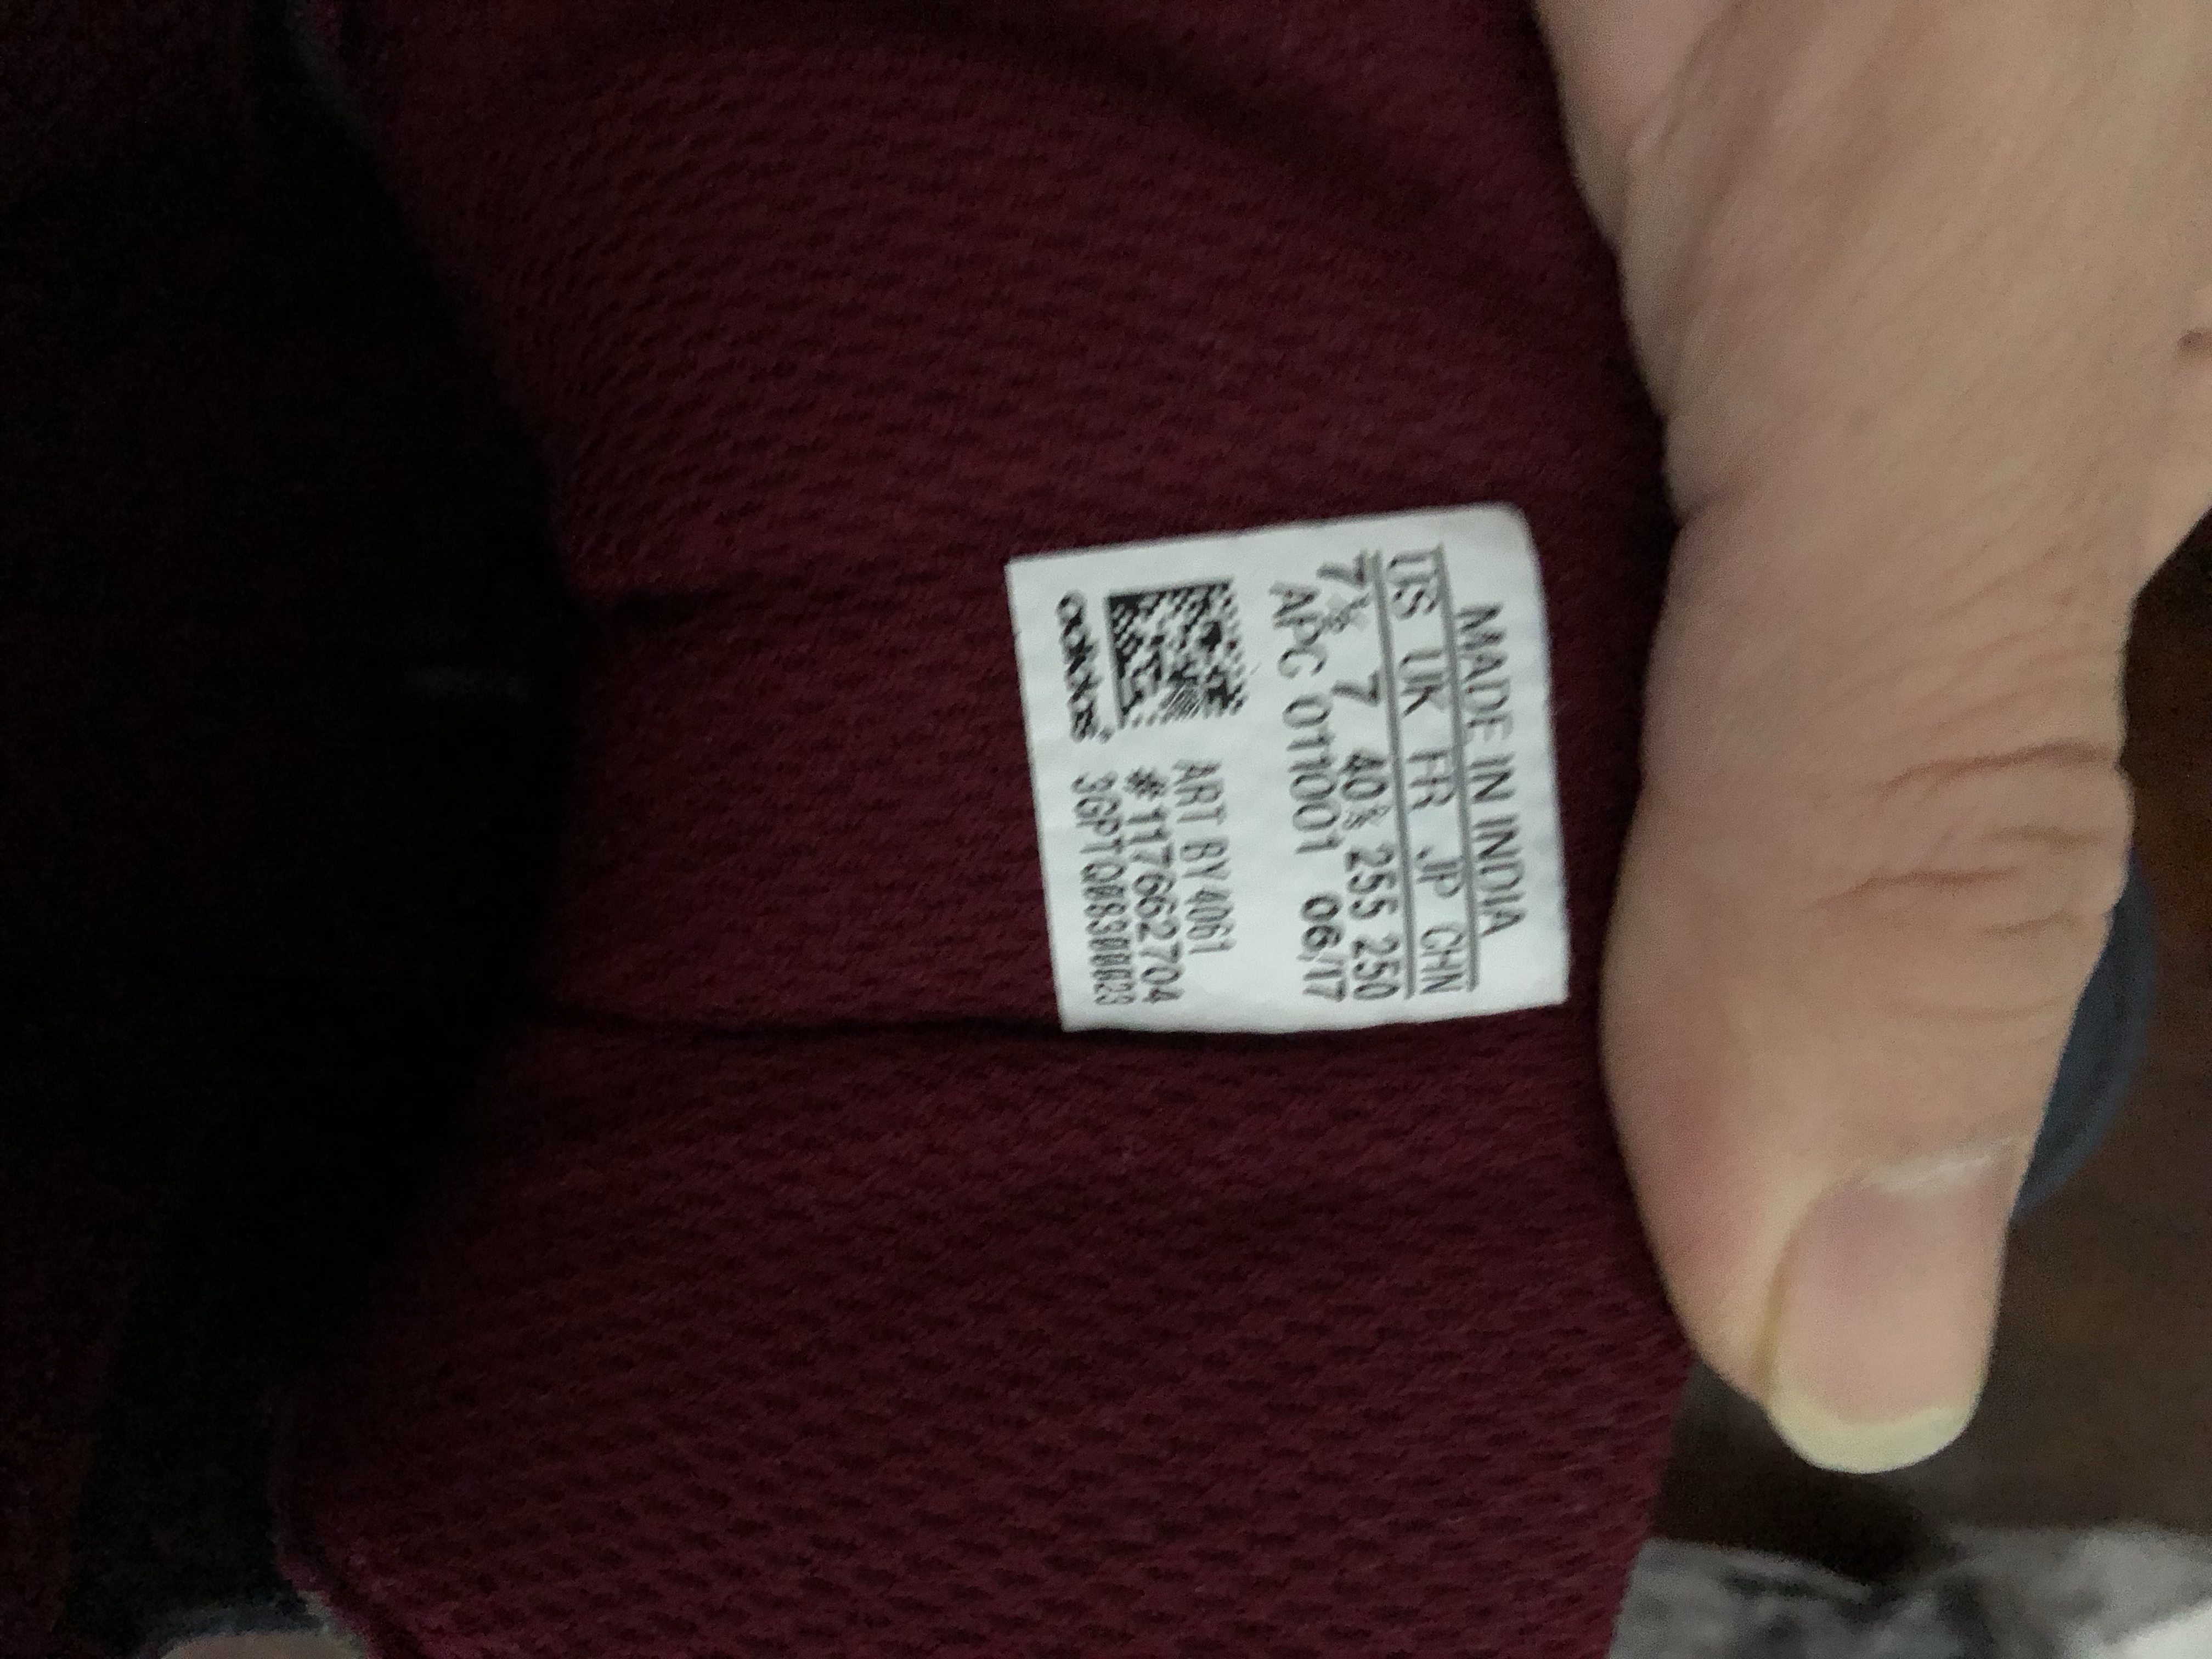 MADE IN INDIA
US UK FR JP CHN
7½ 7 40⅔ 255 250
APC 011001 06/17
ART BY4061
#1117662704
adidas